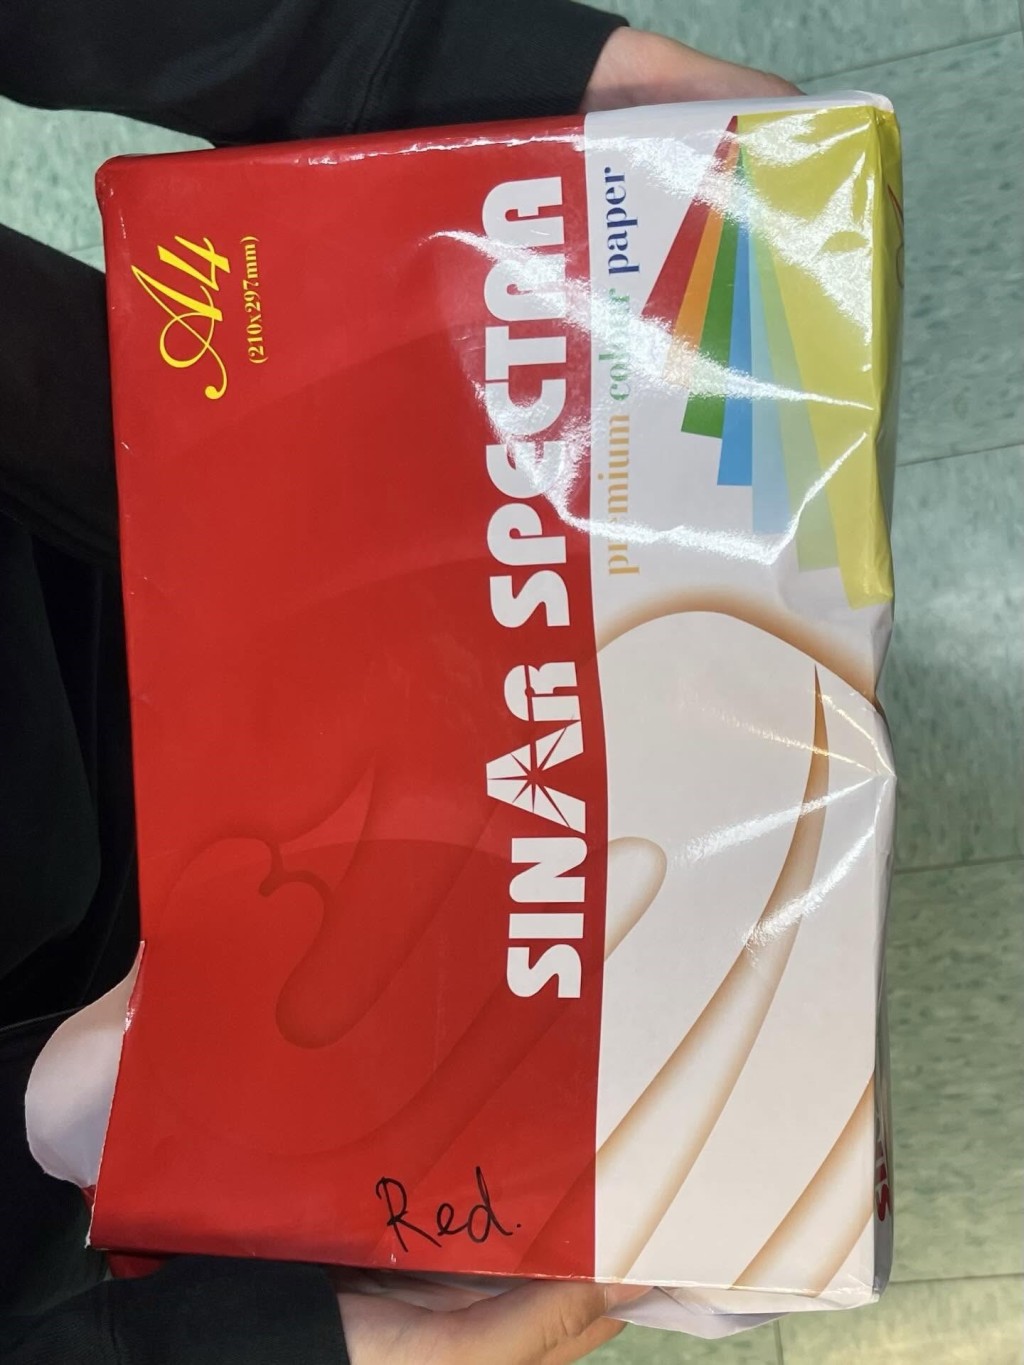 A4
(210x297mm)
SINAR SPECTRA
premium colour paper
Red.